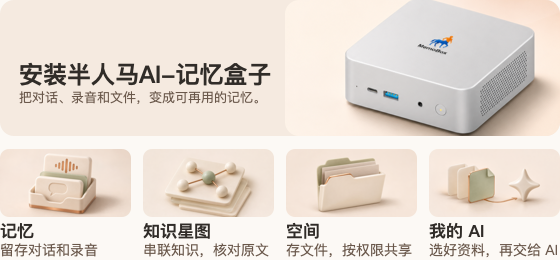 安装半人马AI-记忆盒子
把对话、录音和文件，变成可再用的记忆。
MemoBox
记忆
留存对话和录音
知识星图
串联知识，核对原文
空间
存文件，按权限共享
我的 AI
选好资料，再交给 AI